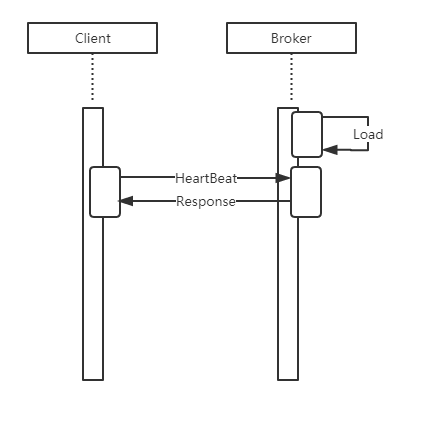 Client
Broker
Load
HeartBeat
Response